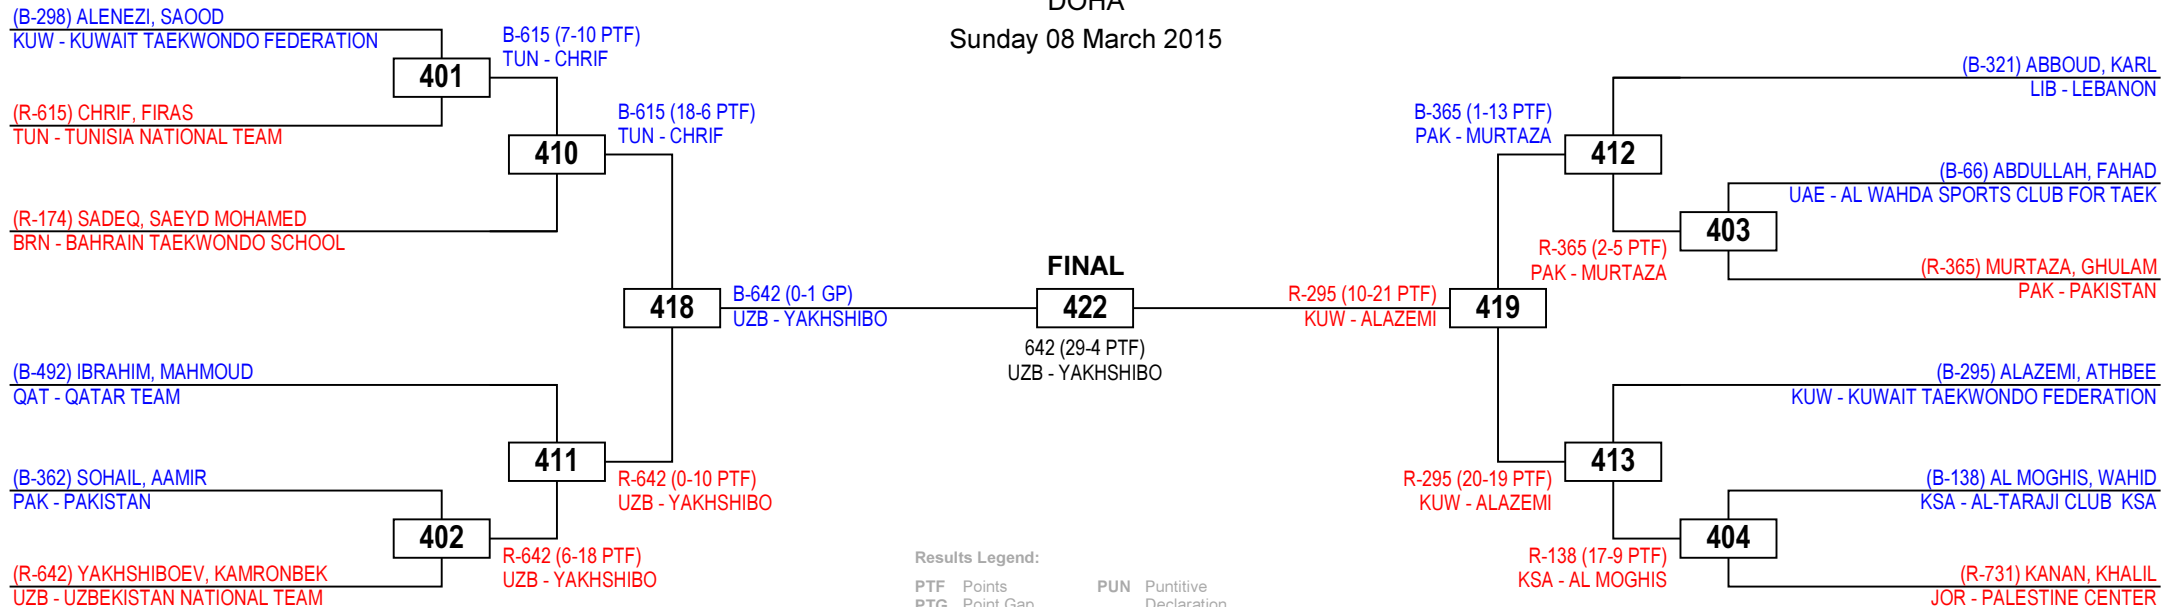 DOHA
Sunday 08 March 2015
(B-298) ALENEZI, SAOOD
KUW - KUWAIT TAEKWONDO FEDERATION
401
(R-615) CHRIF, FIRAS
TUN - TUNISIA NATIONAL TEAM
B-615 (7-10 PTF)
TUN - CHRIF
410
(R-174) SADEQ, SAEYD MOHAMED
BRN - BAHRAIN TAEKWONDO SCHOOL
B-615 (18-6 PTF)
TUN - CHRIF
418
B-642 (0-1 GP)
UZB - YAKHSHIBO
(B-492) IBRAHIM, MAHMOUD
QAT - QATAR TEAM
411
R-642 (0-10 PTF)
UZB - YAKHSHIBO
(B-362) SOHAIL, AAMIR
PAK - PAKISTAN
402
R-642 (6-18 PTF)
UZB - YAKHSHIBO
(R-642) YAKHSHIBOEV, KAMRONBEK
UZB - UZBEKISTAN NATIONAL TEAM
FINAL
422
642 (29-4 PTF)
UZB - YAKHSHIBO
(B-321) ABBOUD, KARL
LIB - LEBANON
B-365 (1-13 PTF)
PAK - MURTAZA
412
(B-66) ABDULLAH, FAHAD
UAE - AL WAHDA SPORTS CLUB FOR TAEK
403
R-365 (2-5 PTF)
PAK - MURTAZA
(R-365) MURTAZA, GHULAM
PAK - PAKISTAN
R-295 (10-21 PTF)
KUW - ALAZEMI
419
(B-295) ALAZEMI, ATHBEE
KUW - KUWAIT TAEKWONDO FEDERATION
413
R-295 (20-19 PTF)
KUW - ALAZEMI
(B-138) AL MOGHIS, WAHID
KSA - AL-TARAJI CLUB  KSA
404
R-138 (17-9 PTF)
KSA - AL MOGHIS
(R-731) KANAN, KHALIL
JOR - PALESTINE CENTER
Results Legend:
PTF Points PUN Puntitive
PTG Point Gap Declaration